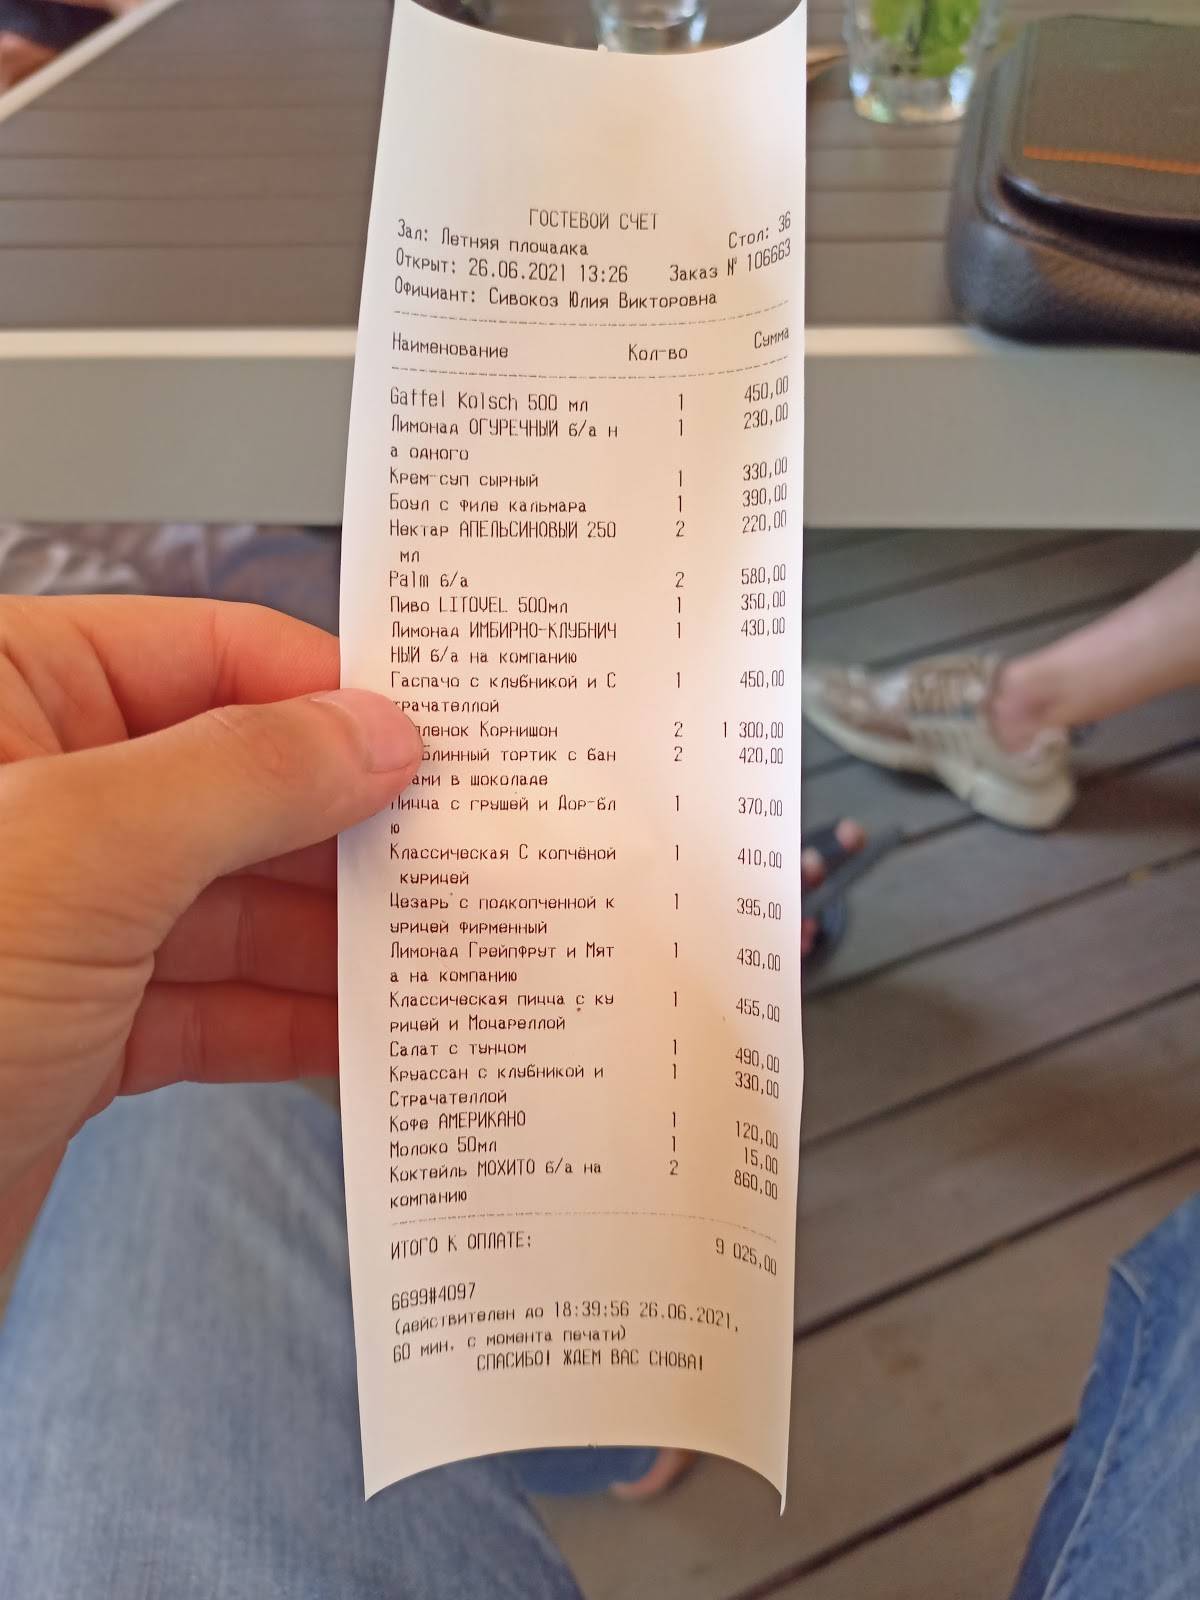 ГОСТЕВОЙ СЧЕТ
Зал: Летняя площадка Стол: 36
Открыт: 26.06.2021 13:26 Заказ № 106663
Официант: Сивокоз Юлия Викторовна
Наименование Кол-во Сумма
Gaffel Kolsch 500 мл 1 450,00
Лимонад ОГУРЕЧНЫЙ б/а н 1 230,00
а одного
Крем-суп сырный 1 330,00
Боул с филе кальмара 1 390,00
Нектар АПЕЛЬСИНОВЫЙ 250 2 220,00
мл
Palm б/а 2 580,00
Пиво LITOVEL 500мл 1 350,00
Лимонад ИМБИРНО-КЛУБНИЧ 1 430,00
НЫЙ б/а на компанию
Гаспачо с клубникой и С 1 450,00
трачателлой
пленок Корнишон 2 1 300,00
блинный тортик с бан 2 420,00
ами в шоколаде
Пицца с грушей и Дор-бл 1 370,00
ю
Классическая С копчёной 1 410,00
курицей
Цезарь с подкопченной к 1 395,00
урицей фирменный
Лимонад Грейпфрут и Мят 1 430,00
а на компанию
Классическая пицца с ку 1 455,00
рицей и Моцареллой
Салат с тунцом 1 490,00
Круассан с клубникой и 1 330,00
Страчателлой
Кофе АМЕРИКАНО 1 120,00
Молоко 50мл 1 15,00
Коктейль МОХИТО б/а на 2 860,00
компанию
ИТОГО К ОПЛАТЕ: 9 025,00
6699#4097
(действителен до 18:39:56 26.06.2021,
60 мин. с момента печати)
СПАСИБО! ЖДЕМ ВАС СНОВА!